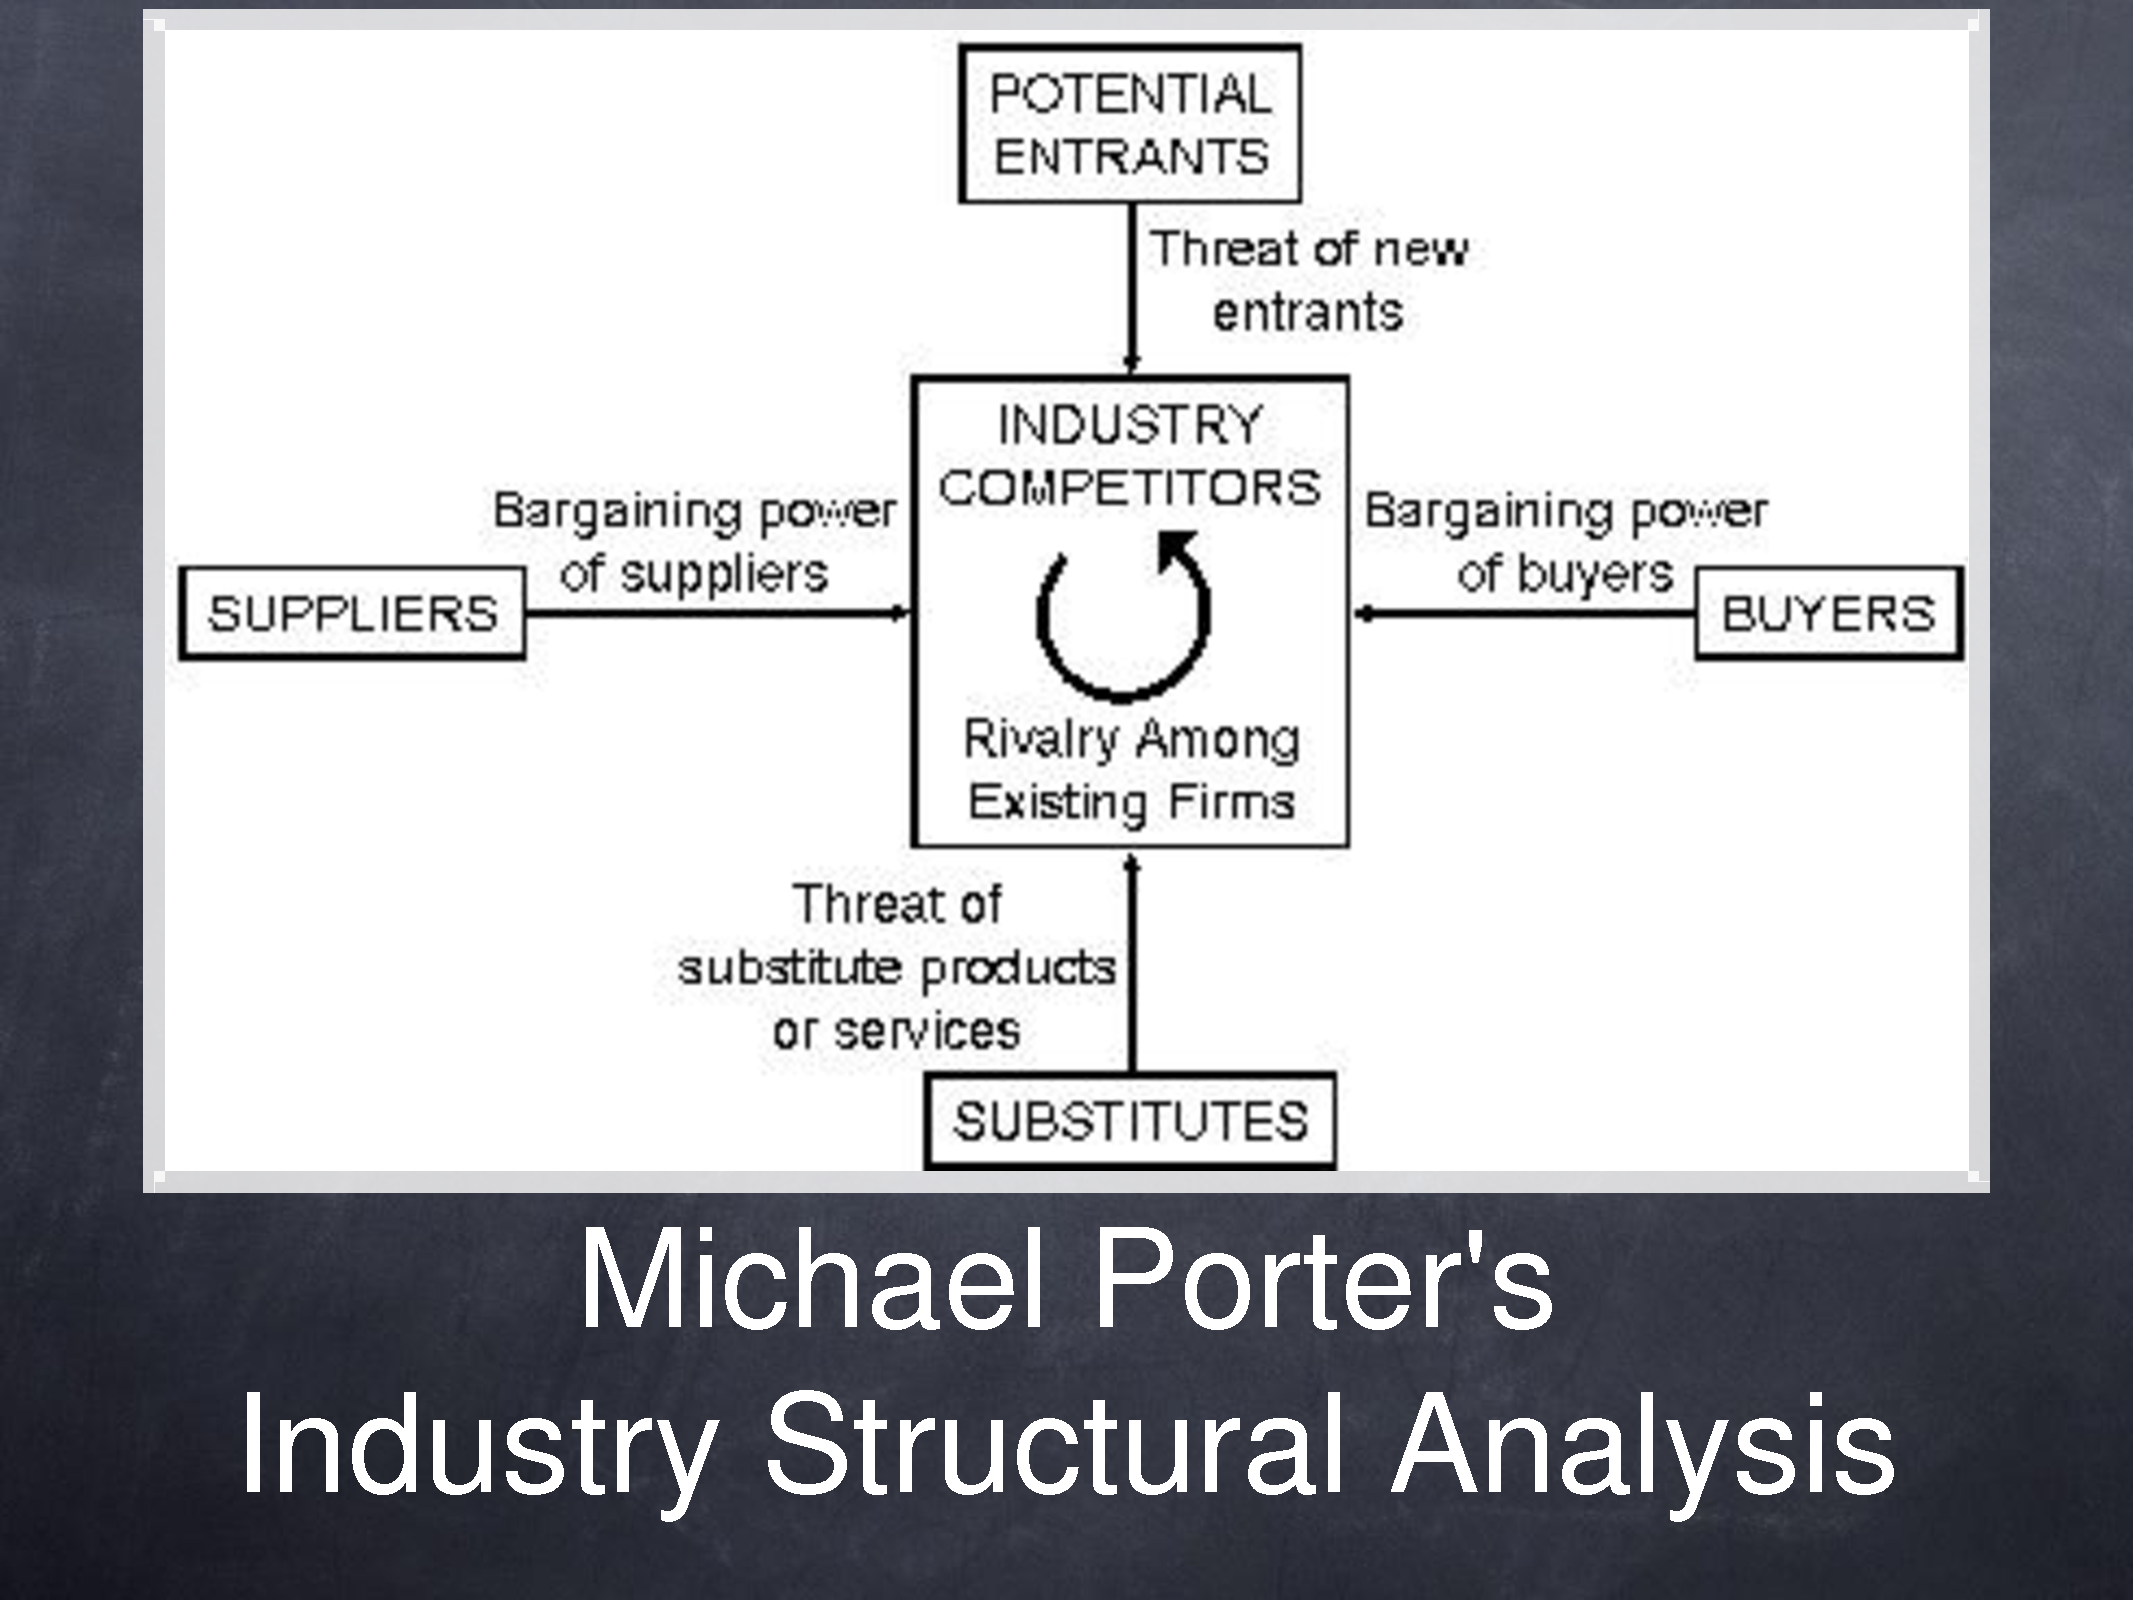 POTENTIAL
ENTRANTS
Threat of new
entrants
INDUSTRY
COMPETITORS
Bargaining power
of suppliers
Bargaining power
of buyers
SUPPLIERS
BUYERS
Rivalry Among
Existing Firms
Threat of
substitute products
or services
SUBSTITUTES
Michael Porter's
Industry Structural Analysis